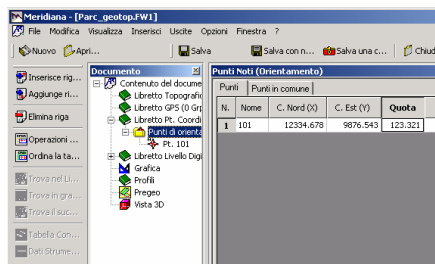 Meridiana - [Parc_geotop.FW1]
File Modifica Visualizza Inserisci Uscite Opzioni Finestra ?
Nuovo Apri... Salva Salva con n... Salva una c... Chiud
Inserisce rig...
Aggiunge ri...
Elimina riga
Operazioni ...
Ordina la ta...
Trova nel Li...
Trova in gra...
Trova il suc...
Tabella Con...
Dati Strume...
Documento
Contenuto del docume
Libretto Topografic
Libretto GPS (0 Grp
Libretto Pt. Coordi
Punti di orienta
Pt. 101
Libretto Livello Digi
Grafica
Profili
Pregeo
Vista 3D
Punti Noti (Orientamento)
Punti Punti in comune
N. Nome C. Nord (X) C. Est (Y) Quota
1 101 12334.678 9876.543 123.321